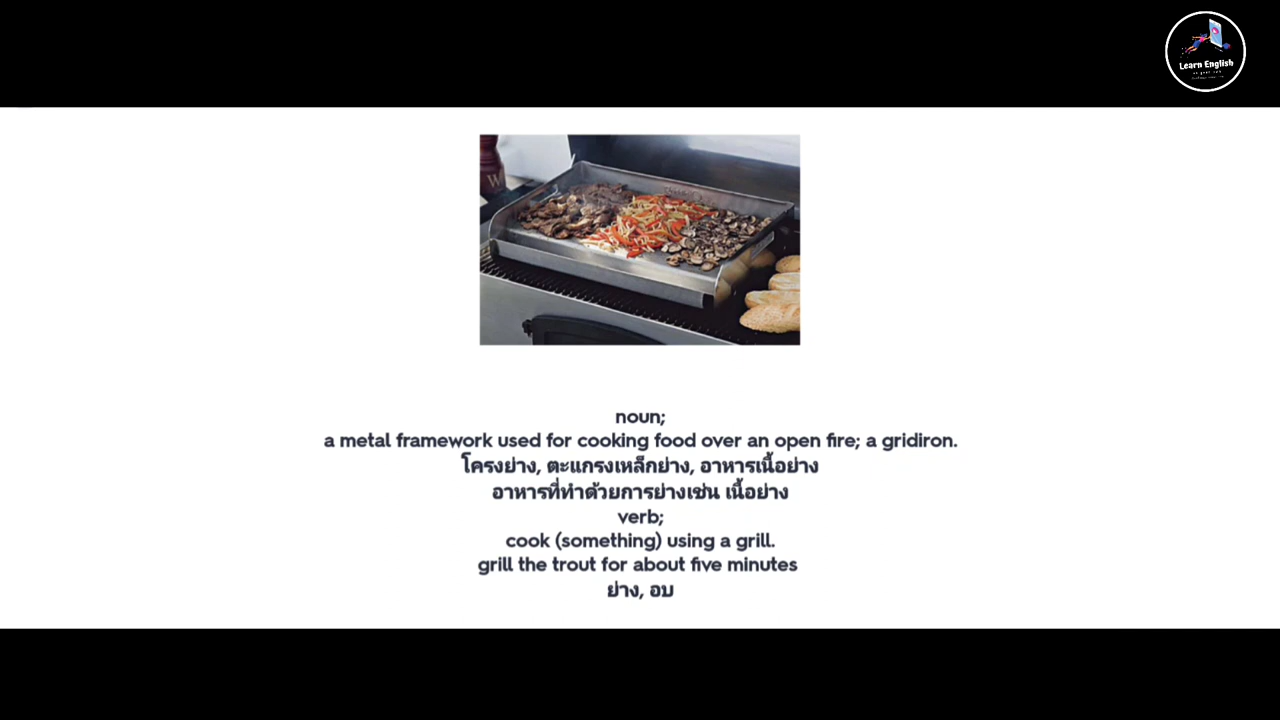 Learn English
W
noun;
a metal framework used for cooking food over an open fire; a gridiron.
โครงย่าง, ตะแกรงเหล็กย่าง, อาหารเนื้อย่าง
อาหารที่ทำด้วยการย่างเช่น เนื้อย่าง
verb;
cook (something) using a grill.
grill the trout for about five minutes
ย่าง, อบ